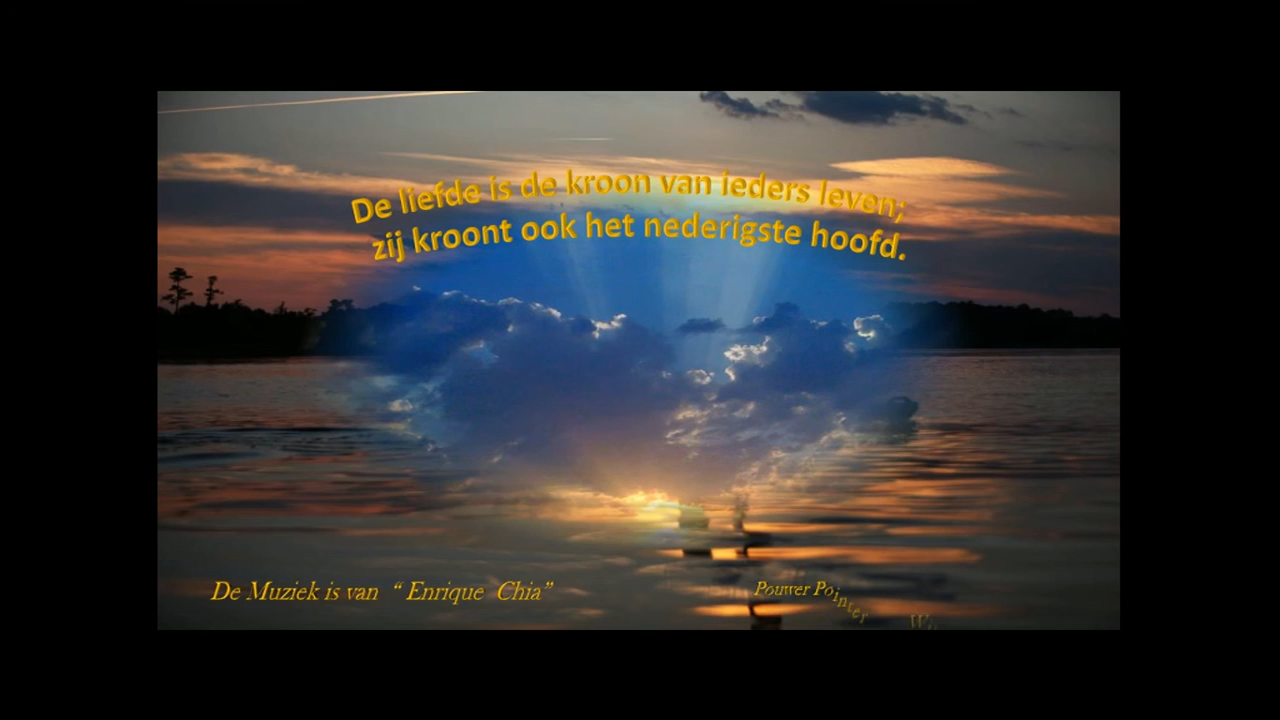 De liefde is de kroon van ieders leven;
zij kroont ook het nederigste hoofd.
De Muziek is van “ Enrique Chia”
Pouwer Pointer